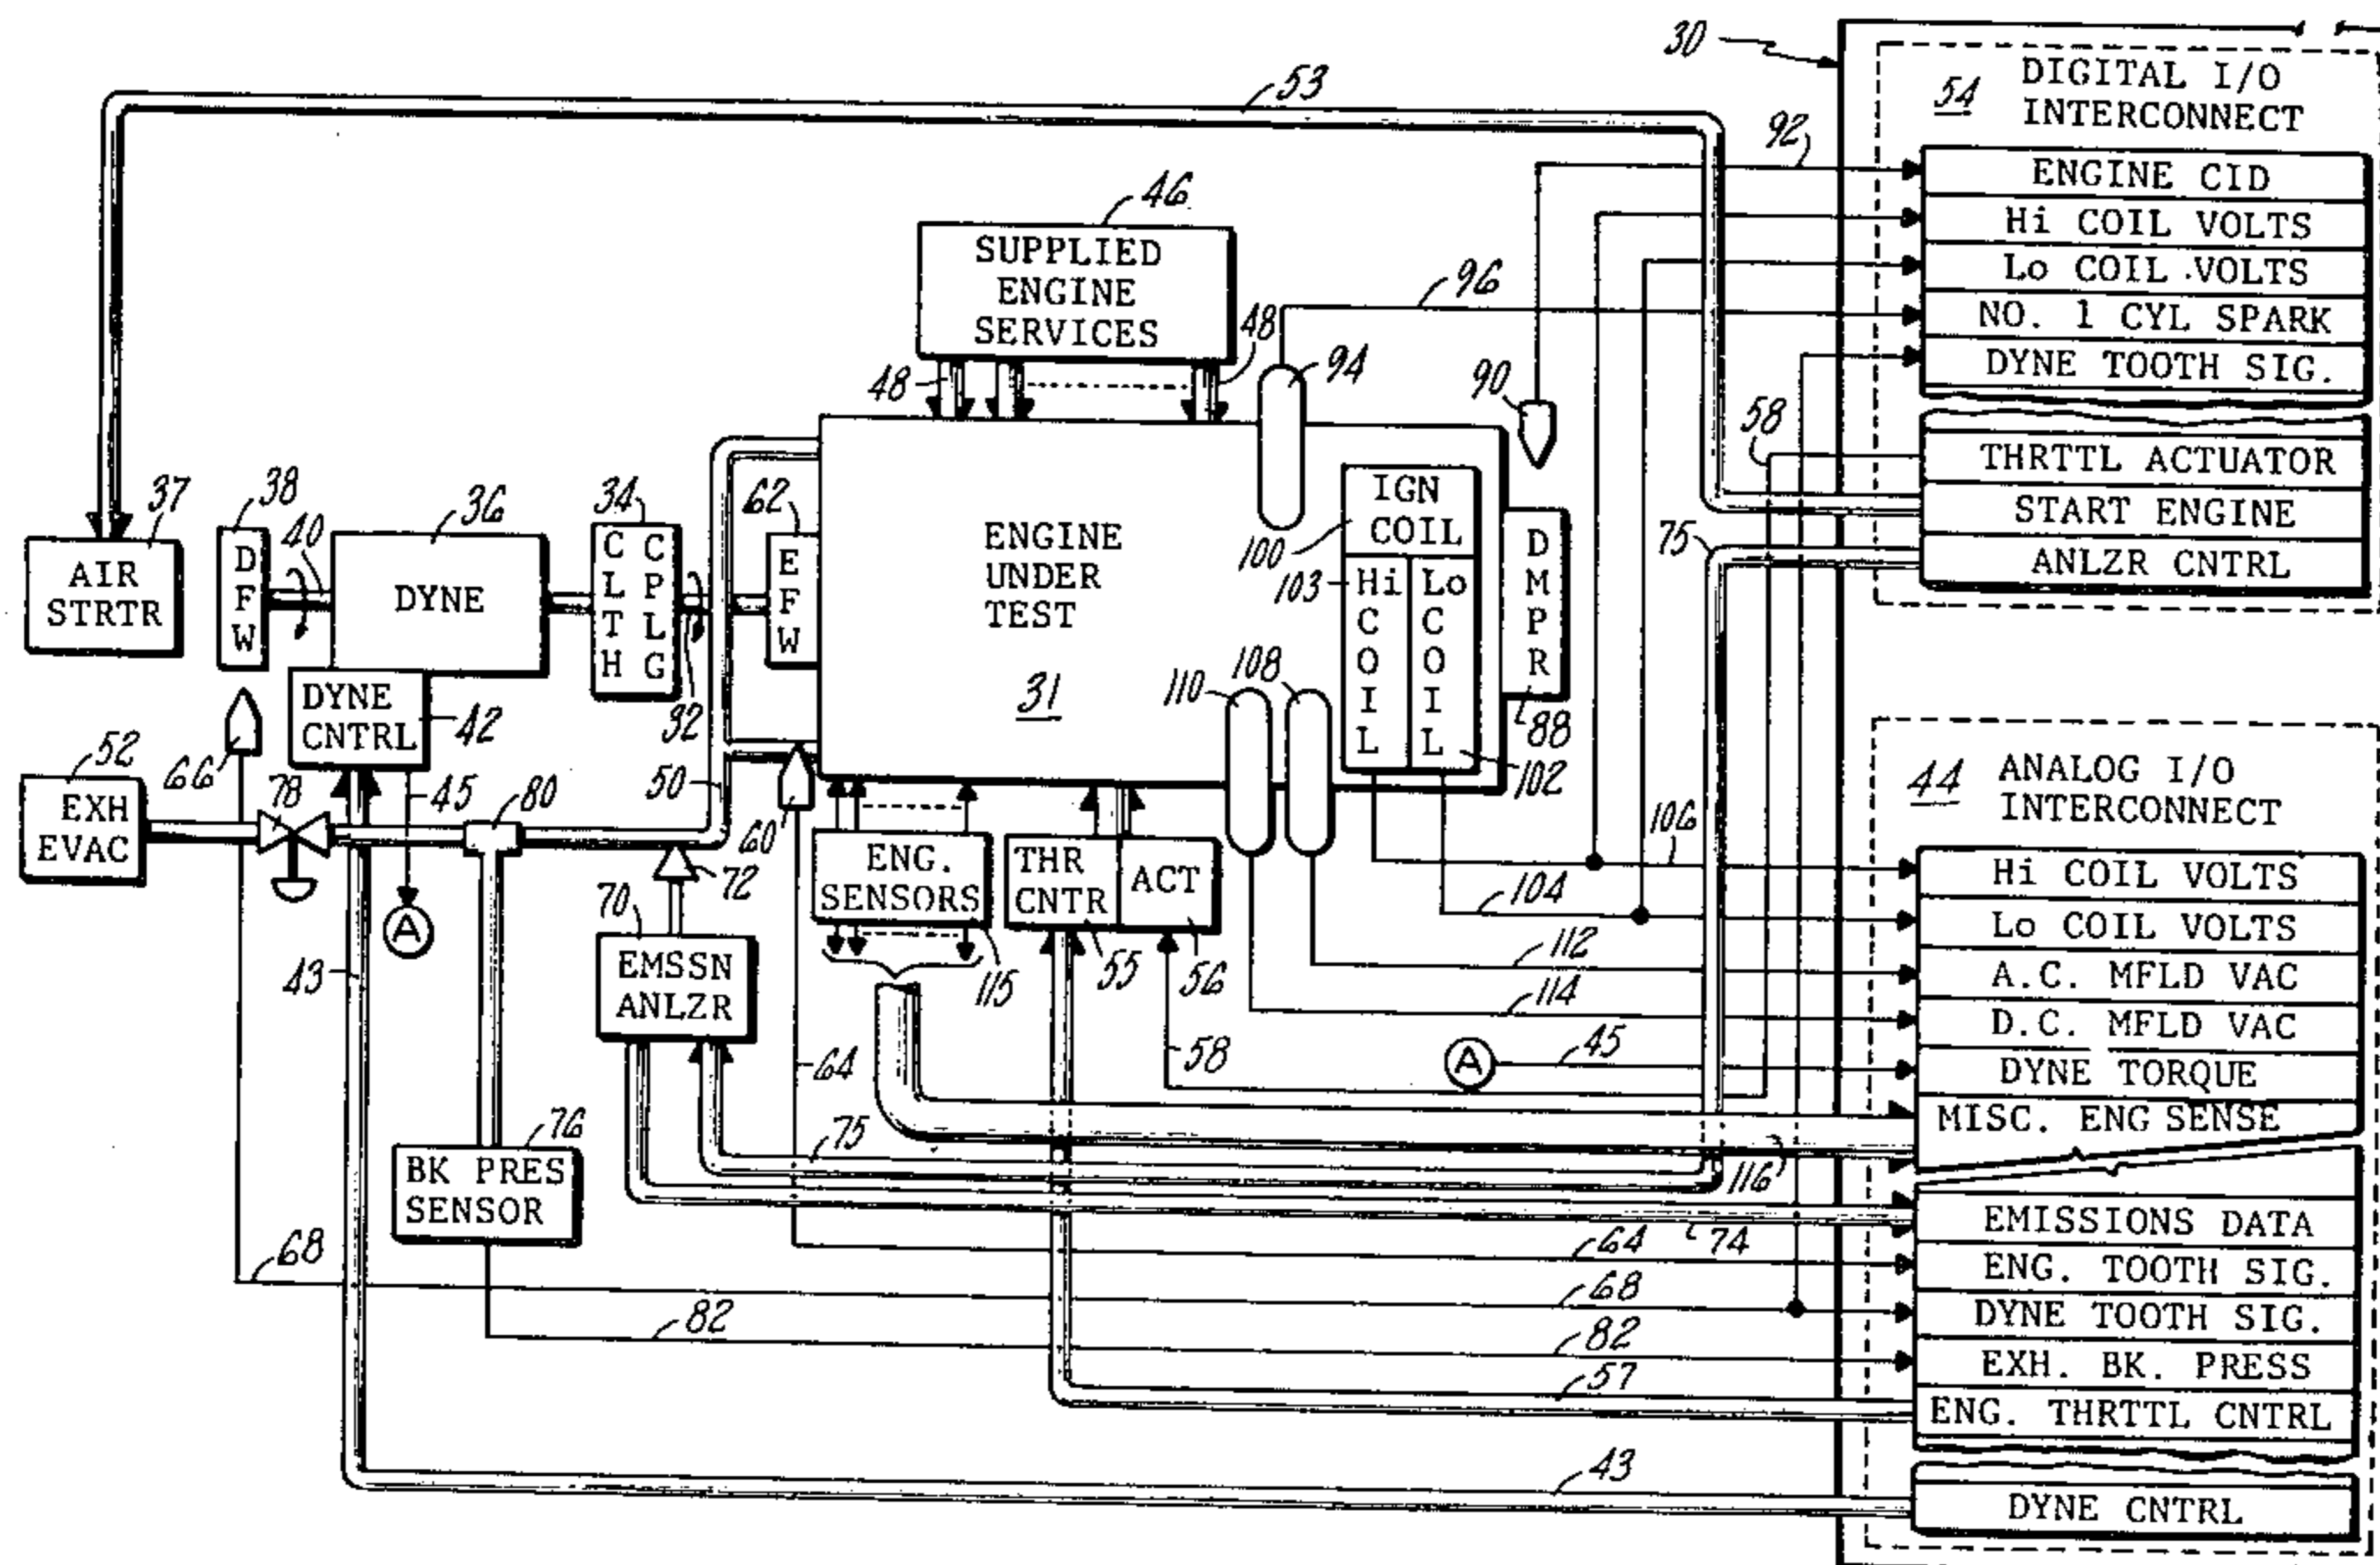 30
53
54
DIGITAL I/O
INTERCONNECT
92
ENGINE CID
Hi COIL VOLTS
Lo COIL VOLTS
NO. 1 CYL SPARK
DYNE TOOTH SIG.
THRTTL ACTUATOR
START ENGINE
ANLZR CNTRL
58
75
46
SUPPLIED
ENGINE
SERVICES
48
48
96
94
90
37
AIR
STRTR
38
DFW
40
36
DYNE
34
CLTH
CPLG
32
62
EFW
ENGINE
UNDER
TEST
31
IGN
COIL
100
103
Hi
COIL
Lo
COIL
102
DMPR
88
110
108
DYNE
CNTRL
42
66
52
EXH
EVAC
78
45
80
50
60
A
43
72
70
EMSSN
ANLZR
ENG.
SENSORS
115
THR
CNTR
ACT
55
56
106
104
112
114
58
A
45
64
76
BK PRES
SENSOR
75
116
74
68
64
68
82
82
57
43
44
ANALOG I/O
INTERCONNECT
Hi COIL VOLTS
Lo COIL VOLTS
A.C. MFLD VAC
D.C. MFLD VAC
DYNE TORQUE
MISC. ENG SENSE
EMISSIONS DATA
ENG. TOOTH SIG.
DYNE TOOTH SIG.
EXH. BK. PRESS
ENG. THRTTL CNTRL
DYNE CNTRL